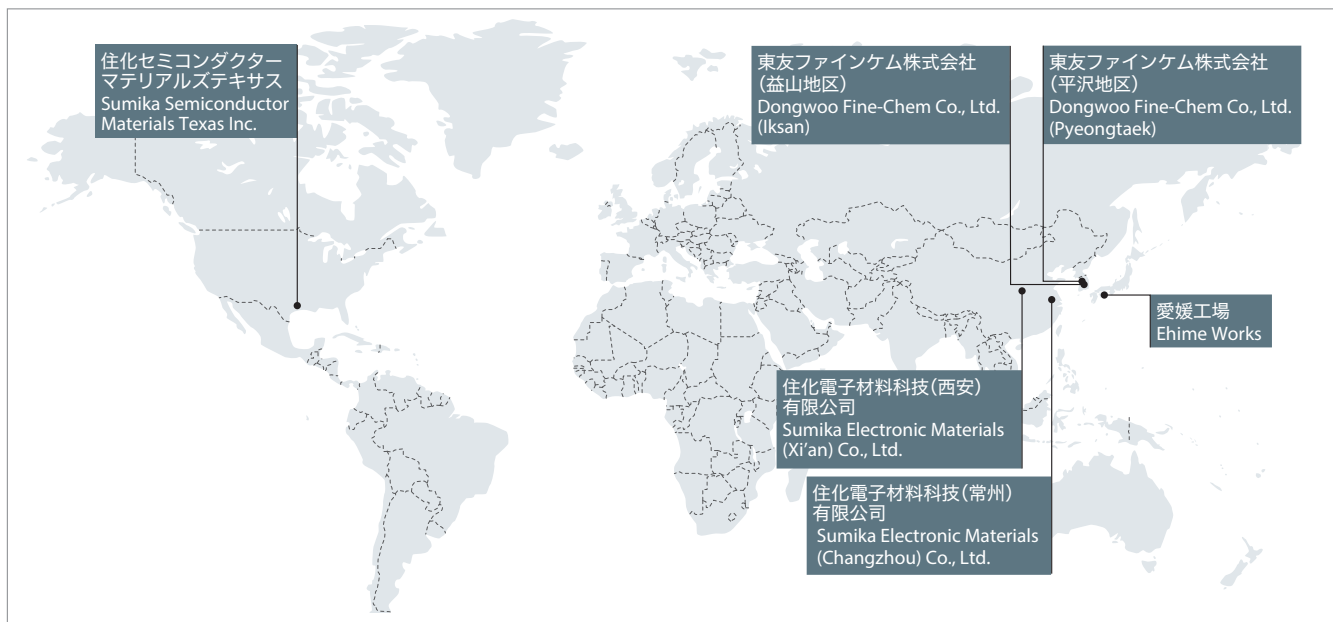 住化セミコンダクター
マテリアルズテキサス
Sumika Semiconductor
Materials Texas Inc.
東友ファインケム株式会社
（益山地区）
Dongwoo Fine-Chem Co., Ltd.
(Iksan)
東友ファインケム株式会社
（平沢地区）
Dongwoo Fine-Chem Co., Ltd.
(Pyeongtaek)
愛媛工場
Ehime Works
住化電子材料科技（西安）
有限公司
Sumika Electronic Materials
(Xi’an) Co., Ltd.
住化電子材料科技（常州）
有限公司
Sumika Electronic Materials
(Changzhou) Co., Ltd.